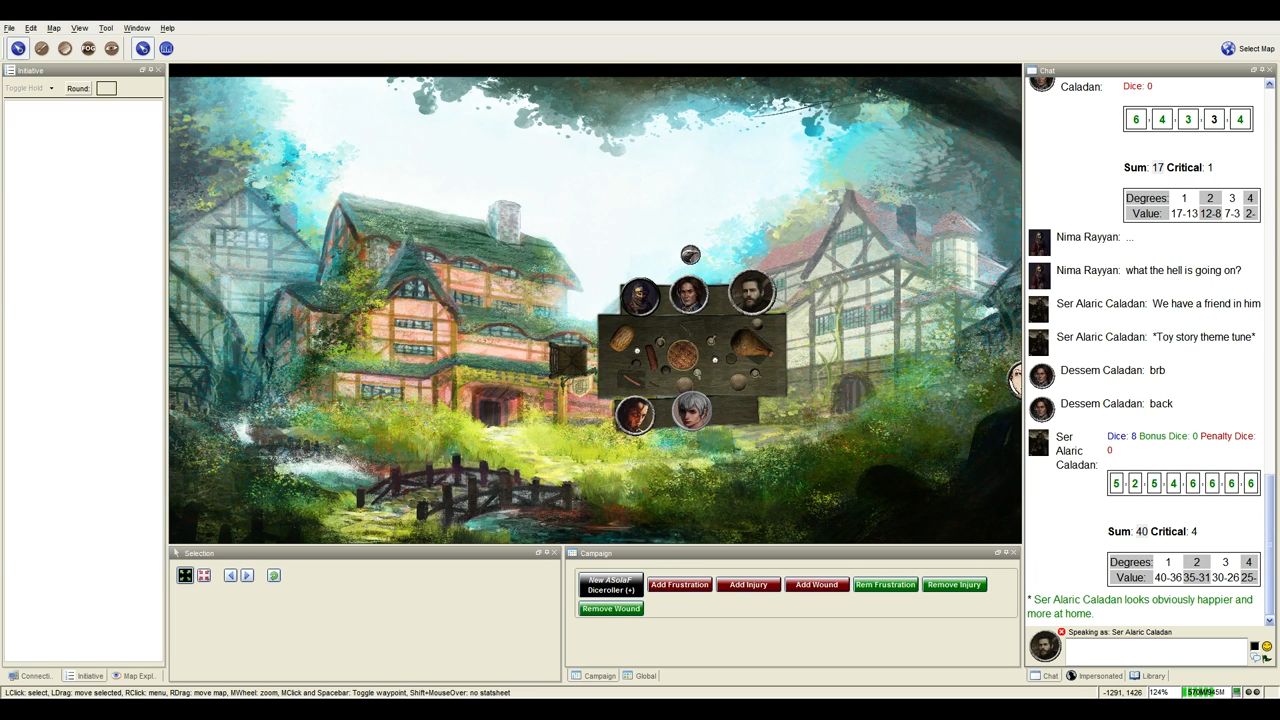 File Edit Map View Tool Window Help
FOG
Select Map
Initiative
Toggle Hold Round:
Chat
Caladan: Dice: 0
6 , 4 , 3 , 3 , 4
Sum: 17 Critical: 1
Degrees: 1 2 3 4
Value: 17-13 12-8 7-3 2-
Nima Rayyan: ...
Nima Rayyan: what the hell is going on?
Ser Alaric Caladan: We have a friend in him
Ser Alaric Caladan: *Toy story theme tune*
Dessem Caladan: brb
Dessem Caladan: back
Ser Alaric Caladan: Dice: 8 Bonus Dice: 0 Penalty Dice: 0
5 , 2 , 5 , 4 , 6 , 6 , 6 , 6
Sum: 40 Critical: 4
Degrees: 1 2 3 4
Value: 40-36 35-31 30-26 25-
* Ser Alaric Caladan looks obviously happier and
more at home.
Speaking as: Ser Alaric Caladan
Selection
Campaign
New ASoIaF
Diceroller (+)
Add Frustration Add Injury Add Wound Rem Frustration Remove Injury
Remove Wound
Connecti.. Initiative Map Expl..
Campaign Global
Chat Impersonated Library
LClick: select, LDrag: move selected, RClick: menu, RDrag: move map, MWheel: zoom, MClick and Spacebar: Toggle waypoint, Shift+MouseOver: no statsheet
-1291, 1426 124% 570M/945M